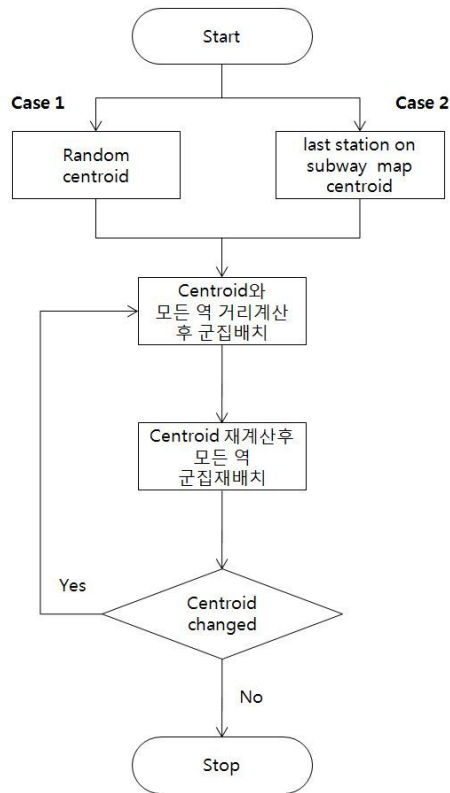 Start
Case 1
Case 2
Random
centroid
last station on
subway map
centroid
Centroid와
모든 역 거리계산
후 군집배치
Centroid 재계산후
모든 역
군집재배치
Yes
Centroid
changed
No
Stop